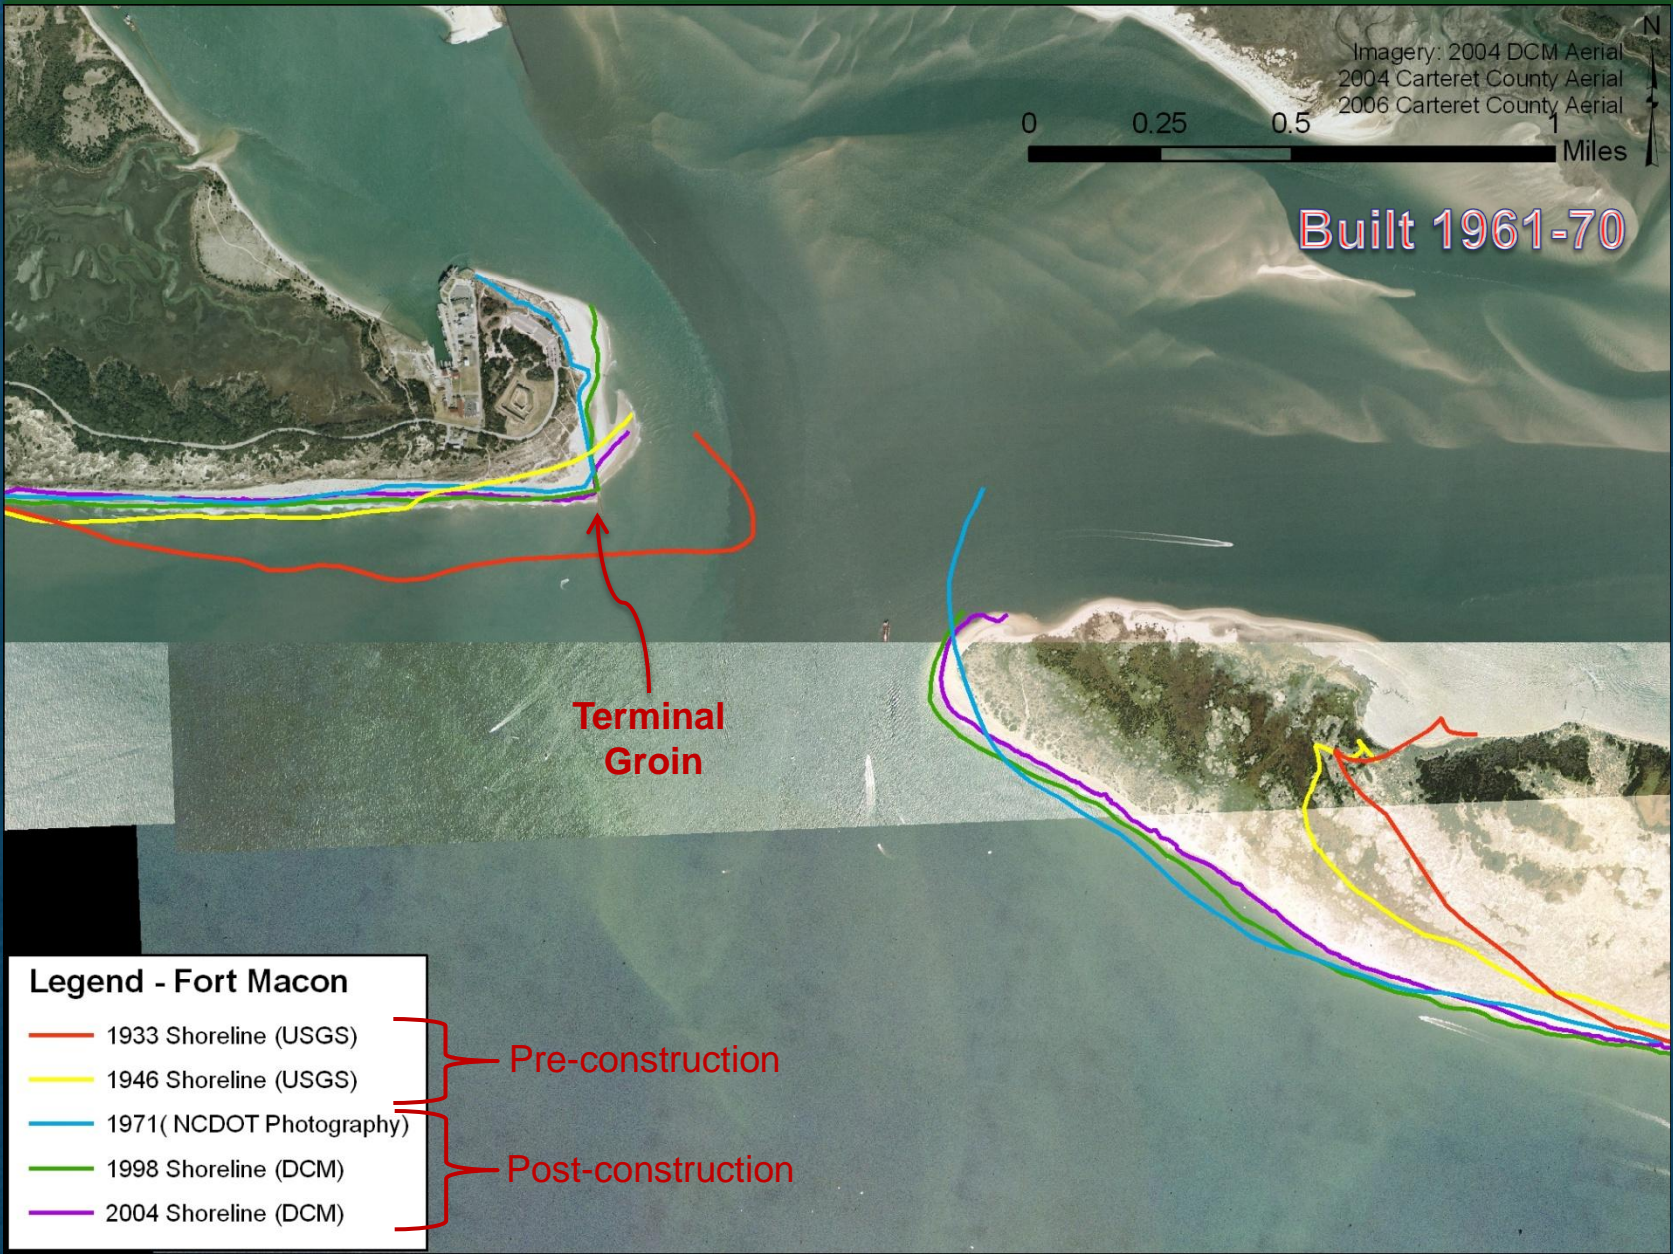 N
Imagery: 2004 DCM Aerial
2004 Carteret County Aerial
2006 Carteret County Aerial
0 0.25 0.5 1
Miles
Built 1961-70
Terminal
Groin
Legend - Fort Macon
1933 Shoreline (USGS)
1946 Shoreline (USGS)
Pre-construction
1971( NCDOT Photography)
1998 Shoreline (DCM)
2004 Shoreline (DCM)
Post-construction